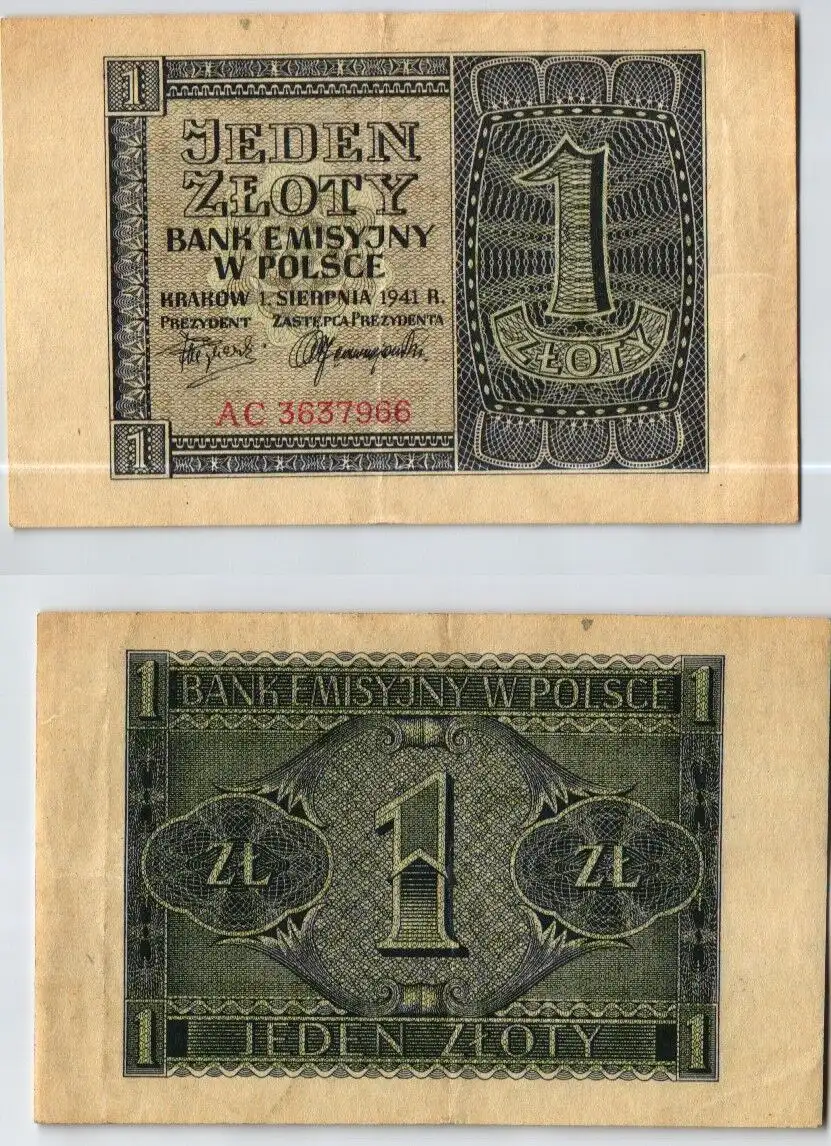 1
JEDEN
ZŁOTY
BANK EMISYJNY
W POLSCE
KRAKÓW 1. SIERPNIA 1941 R.
PREZYDENT ZASTĘPCA PREZYDENTA
AC 3637966
1
1
ZŁOTY
1 BANK EMISYJNY W POLSCE 1
ZŁ 1 ZŁ
1 JEDEN ZŁOTY 1